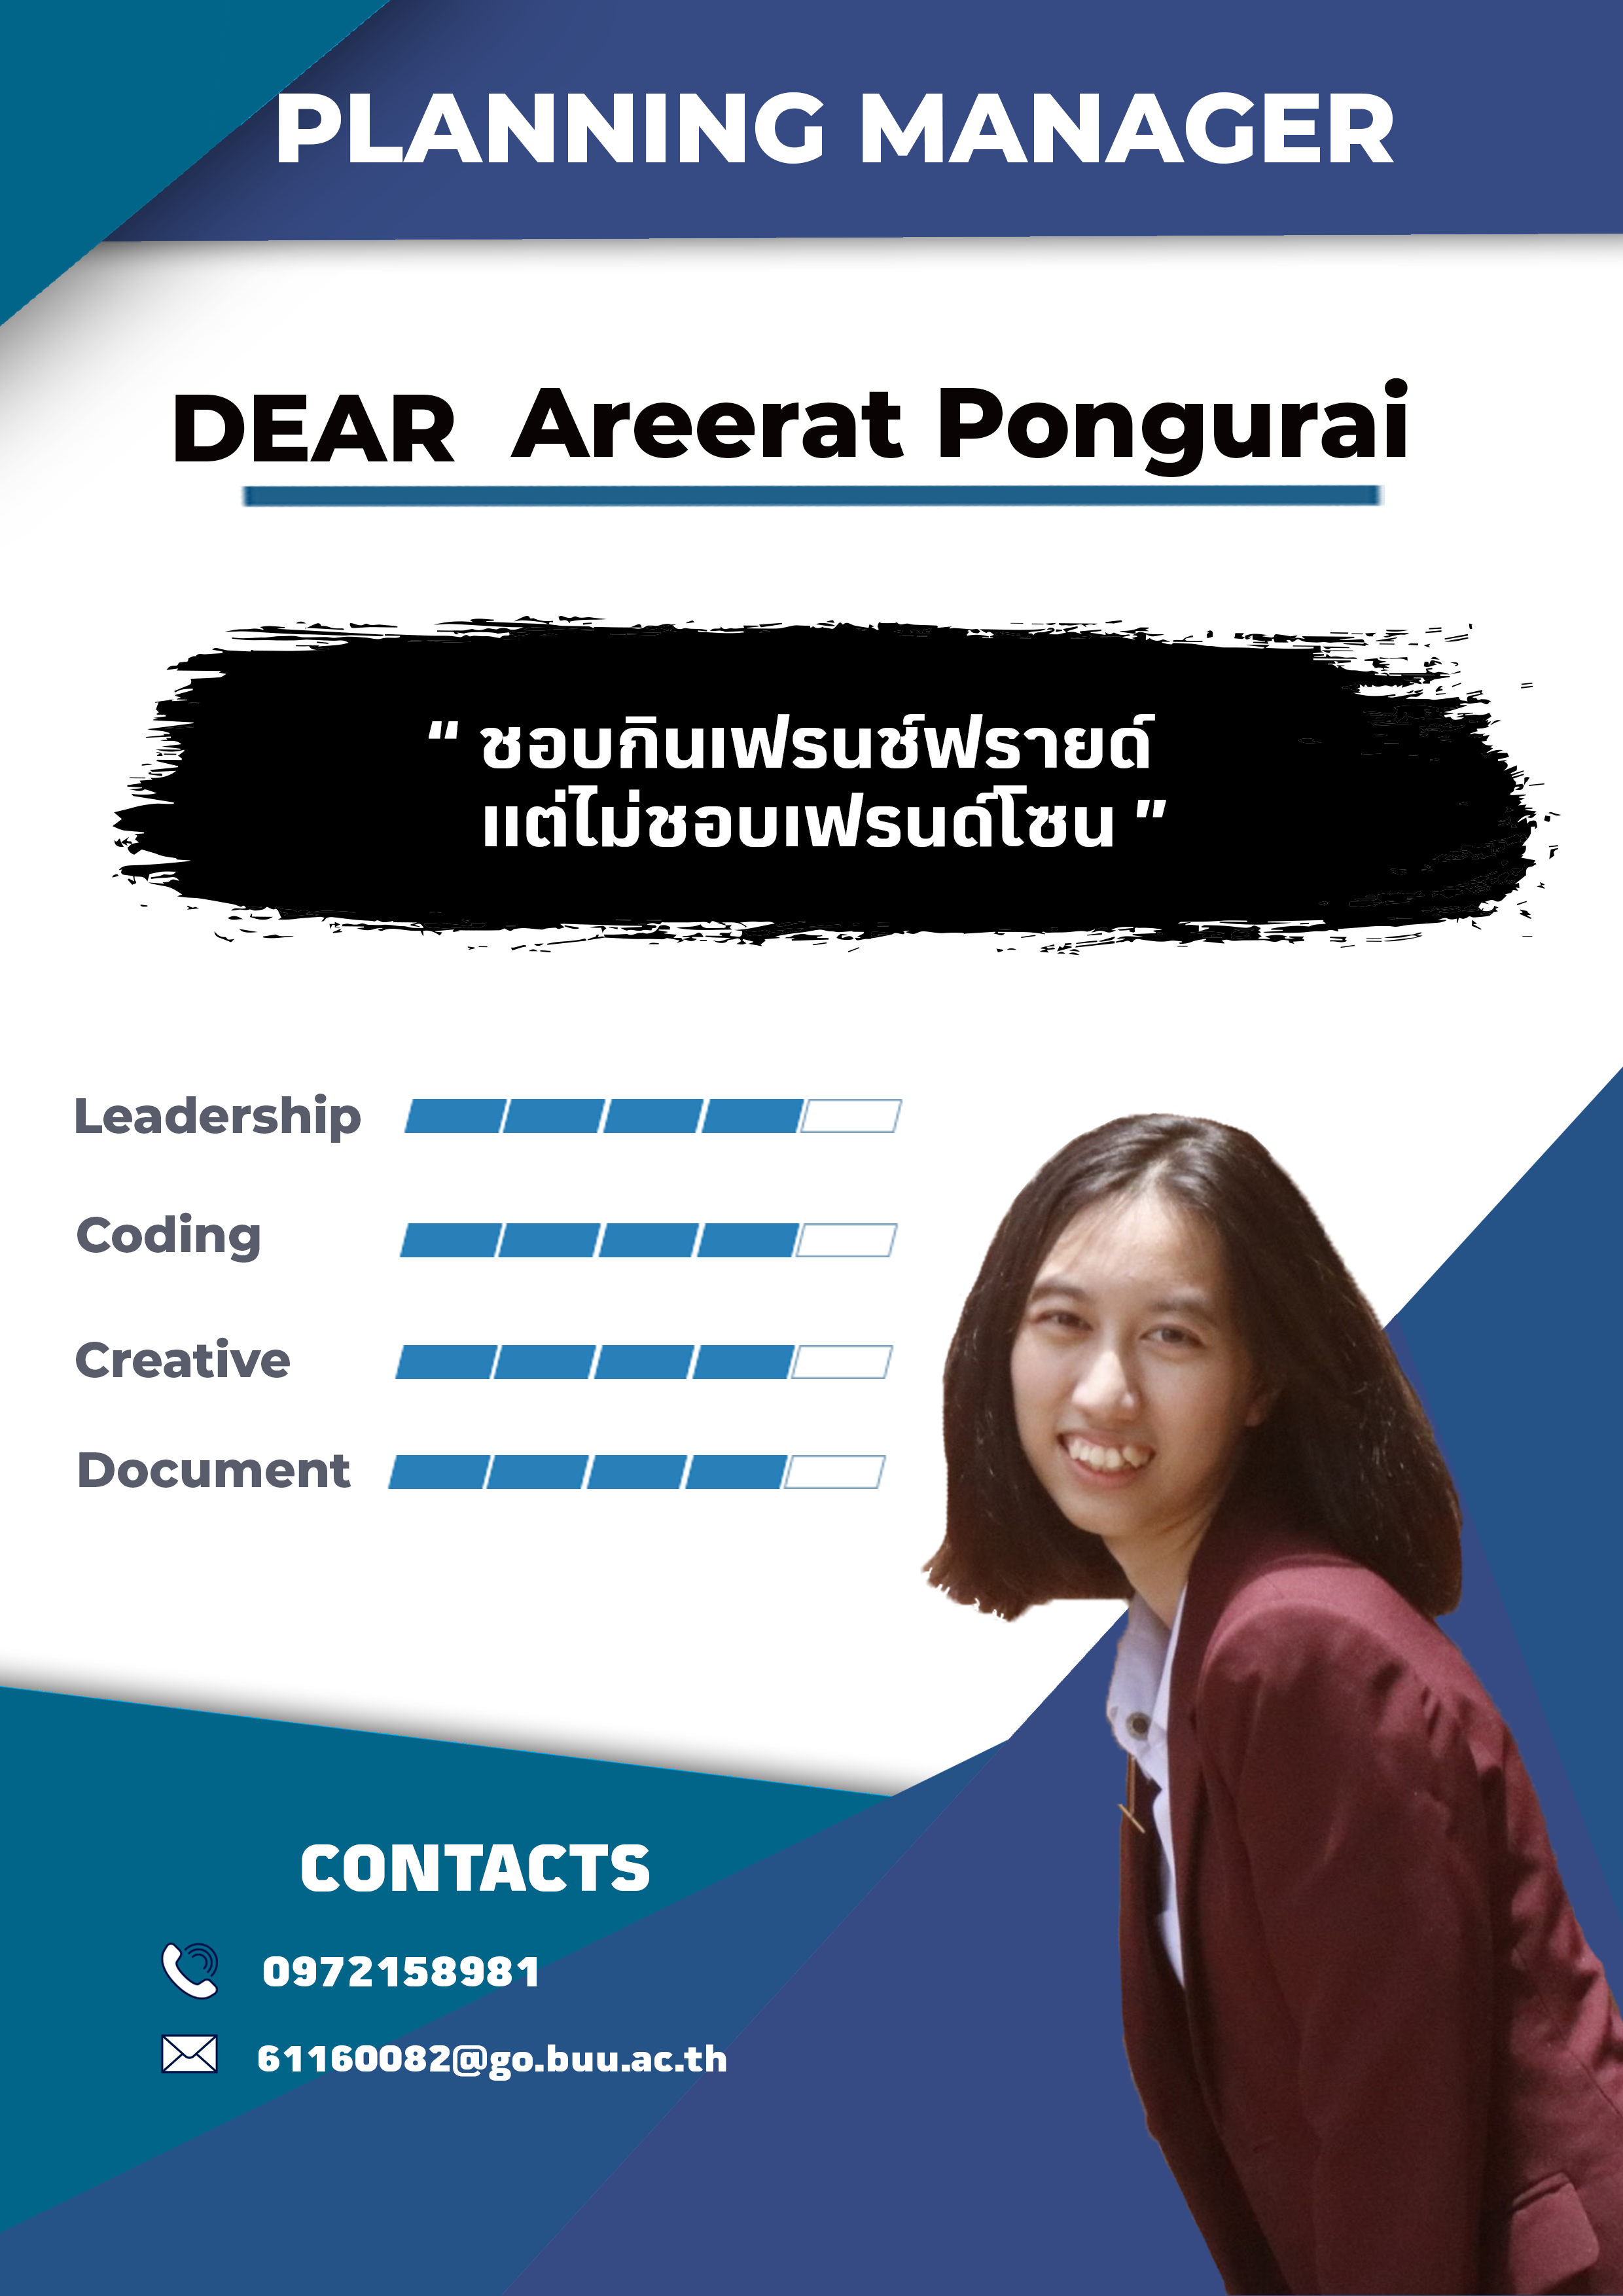 PLANNING MANAGER
DEAR Areerat Pongurai
“ ชอบกินเฟรนช์ฟรายด์
แต่ไม่ชอบเฟรนด์โซน ”
Leadership
Coding
Creative
Document
CONTACTS
0972158981
61160082@go.buu.ac.th